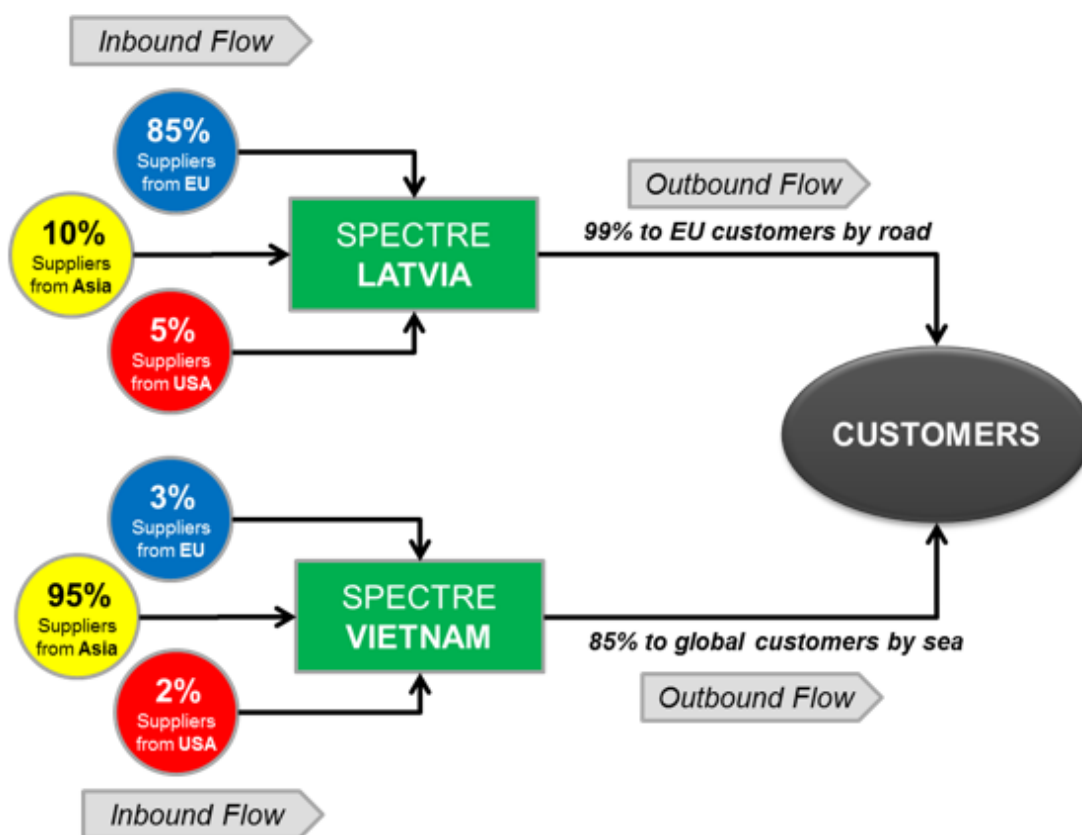 Inbound Flow
85%
Suppliers
from EU
10%
Suppliers
from Asia
5%
Suppliers
from USA
SPECTRE
LATVIA
Outbound Flow
99% to EU customers by road
CUSTOMERS
3%
Suppliers
from EU
95%
Suppliers
from Asia
2%
Suppliers
from USA
SPECTRE
VIETNAM
85% to global customers by sea
Outbound Flow
Inbound Flow